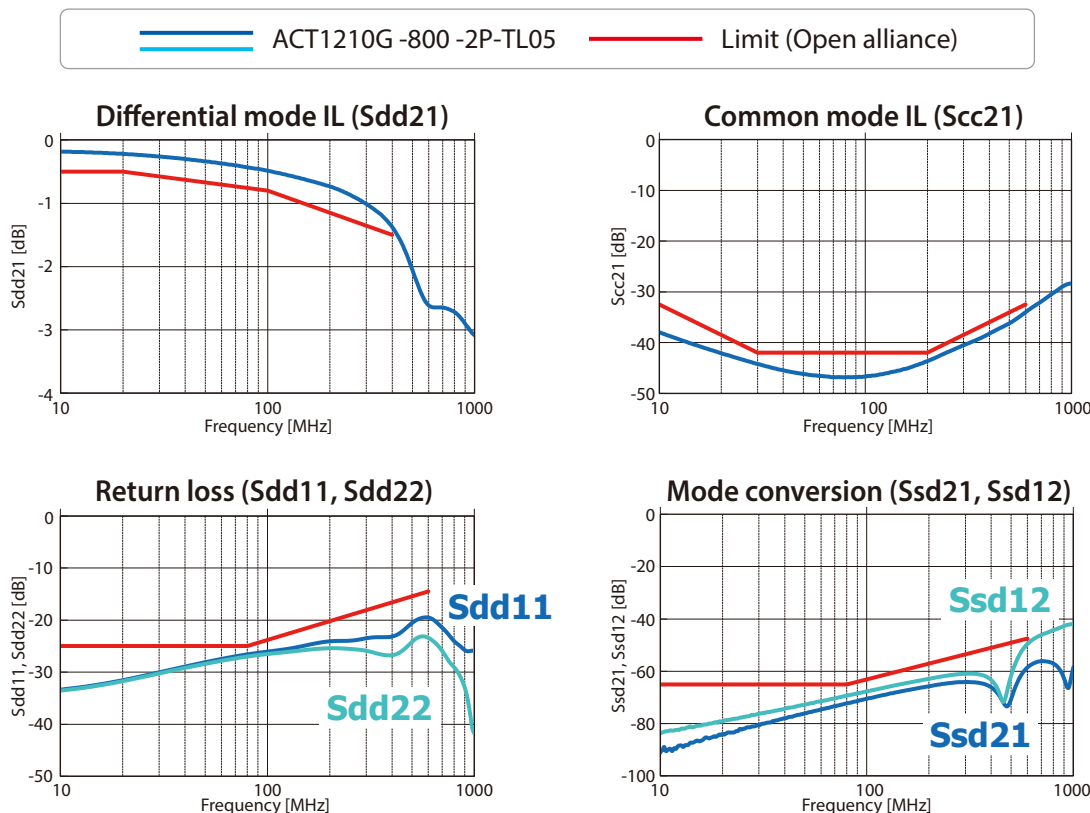 ACT1210G -800 -2P-TL05
Limit (Open alliance)
Differential mode IL (Sdd21)
Sdd21 [dB]
0
-1
-2
-3
-4
10
100
1000
Frequency [MHz]
Common mode IL (Scc21)
Scc21 [dB]
0
-10
-20
-30
-40
-50
10
100
1000
Frequency [MHz]
Return loss (Sdd11, Sdd22)
Sdd11, Sdd22 [dB]
0
-10
-20
-30
-40
-50
Sdd11
Sdd22
10
100
1000
Frequency [MHz]
Mode conversion (Ssd21, Ssd12)
Ssd21, Ssd12 [dB]
0
-20
-40
-60
-80
-100
Ssd12
Ssd21
10
100
1000
Frequency [MHz]